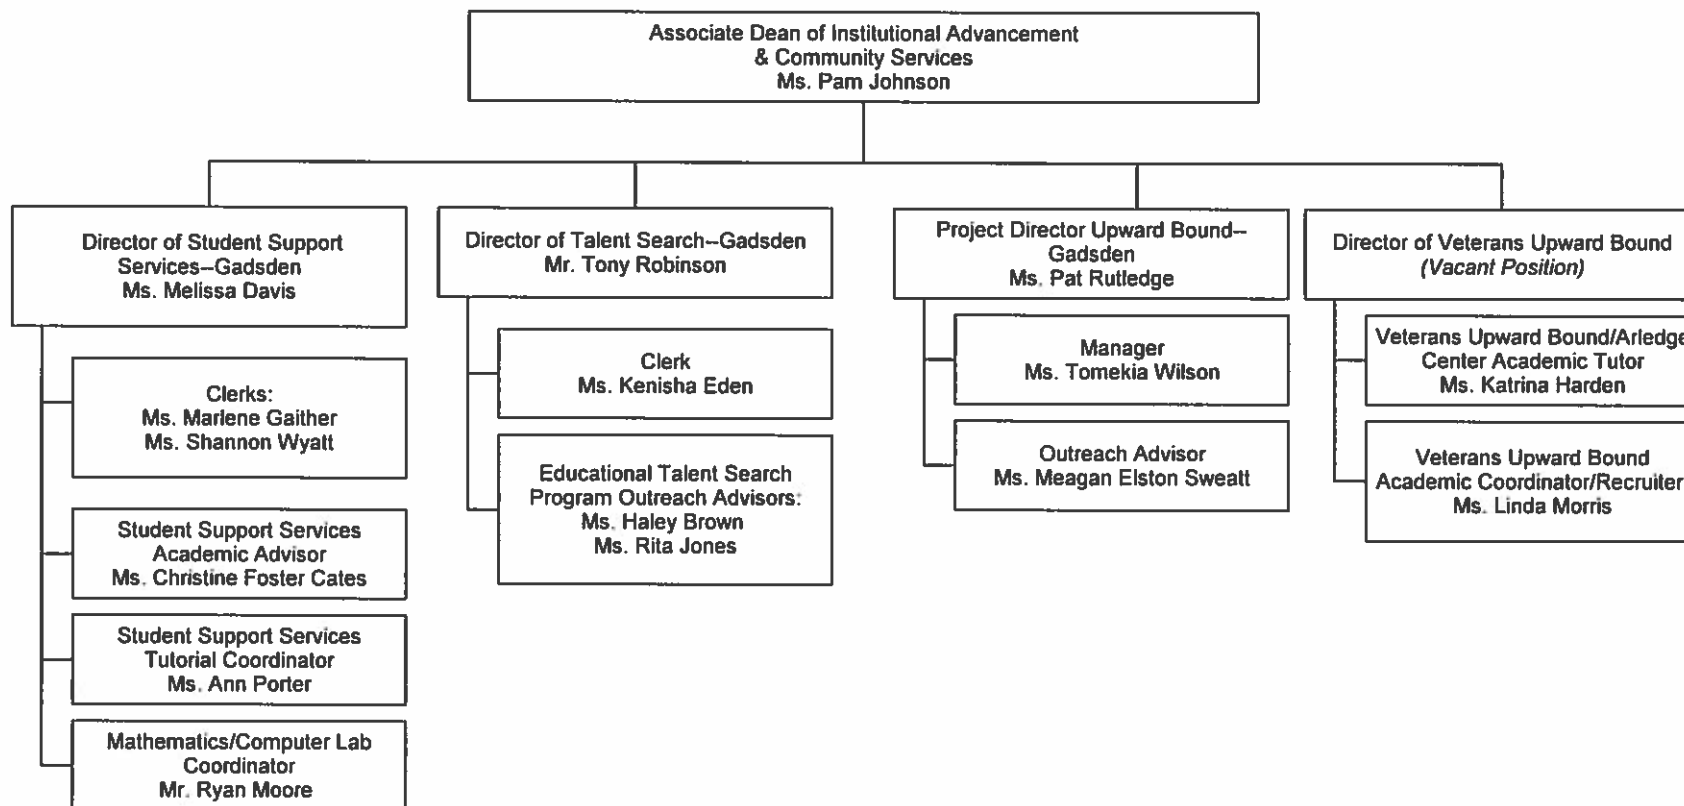 Associate Dean of Institutional Advancement
& Community Services
Ms. Pam Johnson
Director of Student Support
Services--Gadsden
Ms. Melissa Davis
Clerks:
Ms. Marlene Gaither
Ms. Shannon Wyatt
Student Support Services
Academic Advisor
Ms. Christine Foster Cates
Student Support Services
Tutorial Coordinator
Ms. Ann Porter
Mathematics/Computer Lab
Coordinator
Mr. Ryan Moore
Director of Talent Search--Gadsden
Mr. Tony Robinson
Clerk
Ms. Kenisha Eden
Educational Talent Search
Program Outreach Advisors:
Ms. Haley Brown
Ms. Rita Jones
Project Director Upward Bound--
Gadsden
Ms. Pat Rutledge
Manager
Ms. Tomekia Wilson
Outreach Advisor
Ms. Meagan Elston Sweatt
Director of Veterans Upward Bound
(Vacant Position)
Veterans Upward Bound/Arledge
Center Academic Tutor
Ms. Katrina Harden
Veterans Upward Bound
Academic Coordinator/Recruiter
Ms. Linda Morris